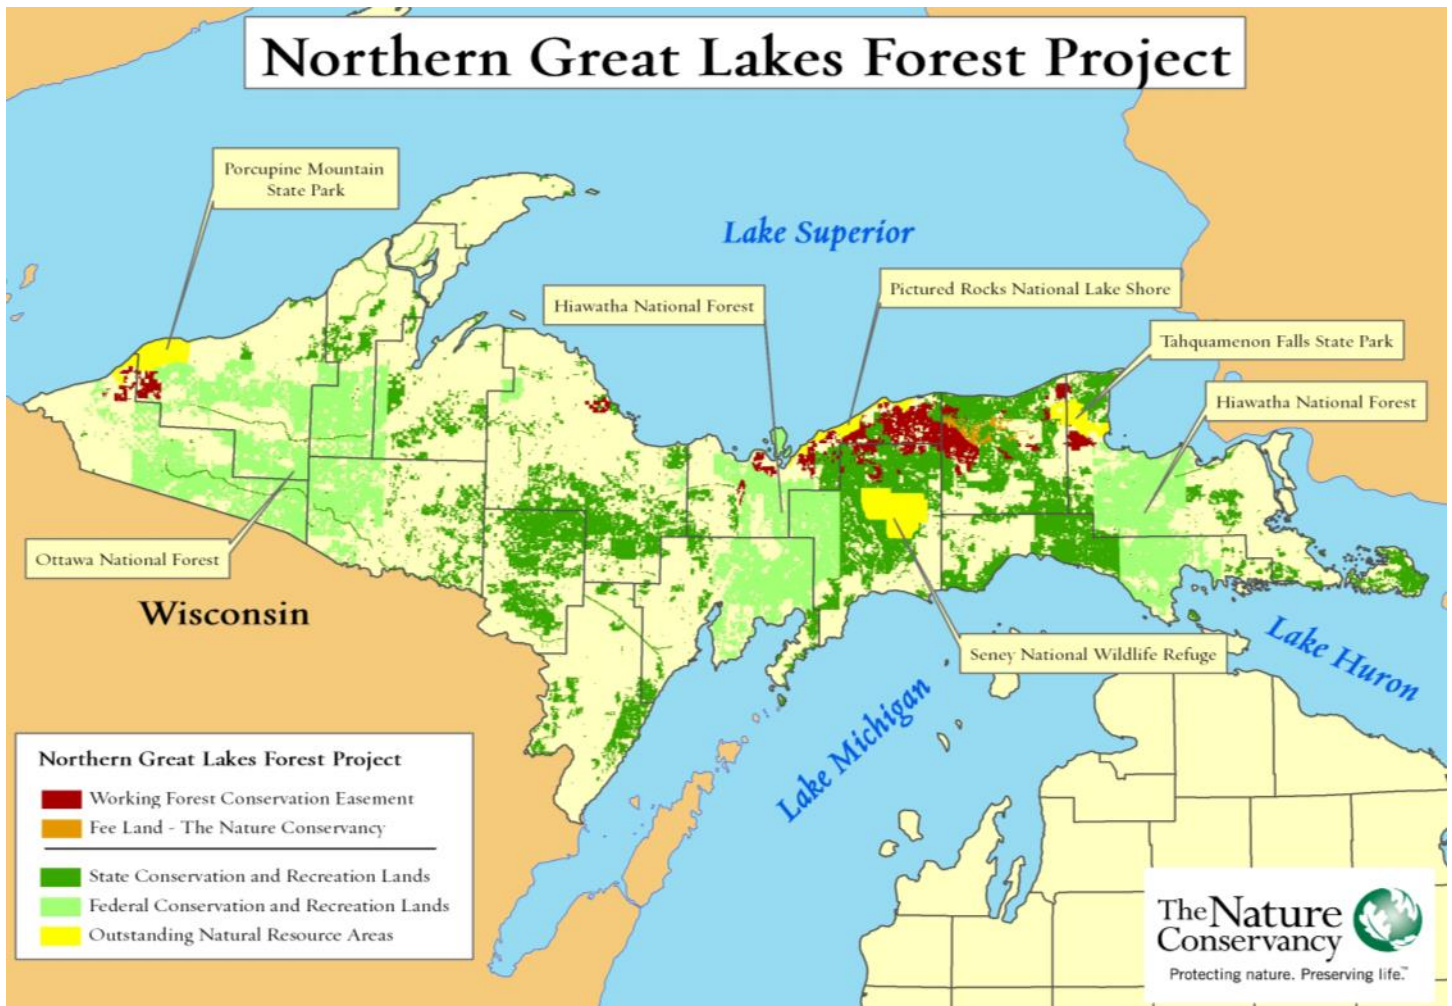 Northern Great Lakes Forest Project
Porcupine Mountain
State Park
Lake Superior
Hiawatha National Forest
Pictured Rocks National Lake Shore
Tahquamenon Falls State Park
Hiawatha National Forest
Ottawa National Forest
Wisconsin
Seney National Wildlife Refuge
Lake Huron
Lake Michigan
Northern Great Lakes Forest Project
Working Forest Conservation Easement
Fee Land - The Nature Conservancy
State Conservation and Recreation Lands
Federal Conservation and Recreation Lands
Outstanding Natural Resource Areas
The Nature
Conservancy
Protecting nature. Preserving life.™